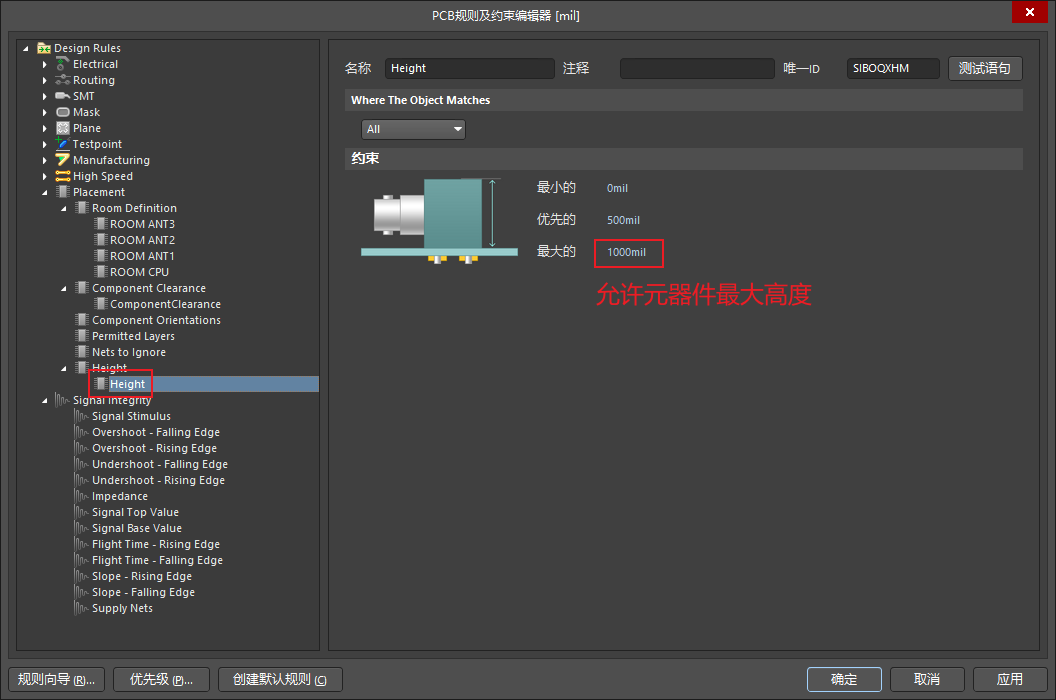 PCB规则及约束编辑器 [mil]
Design Rules
Electrical
Routing
SMT
Mask
Plane
Testpoint
Manufacturing
High Speed
Placement
Room Definition
ROOM ANT3
ROOM ANT2
ROOM ANT1
ROOM CPU
Component Clearance
ComponentClearance
Component Orientations
Permitted Layers
Nets to Ignore
Height
Height
Signal Integrity
Signal Stimulus
Overshoot - Falling Edge
Overshoot - Rising Edge
Undershoot - Falling Edge
Undershoot - Rising Edge
Impedance
Signal Top Value
Signal Base Value
Flight Time - Rising Edge
Flight Time - Falling Edge
Slope - Rising Edge
Slope - Falling Edge
Supply Nets
名称 Height 注释 唯一ID SIBOQXHM 测试语句
Where The Object Matches
All
约束
最小的 0mil
优先的 500mil
最大的 1000mil
允许元器件最大高度
规则向导 (R)... 优先级 (P)... 创建默认规则 (C) 确定 取消 应用